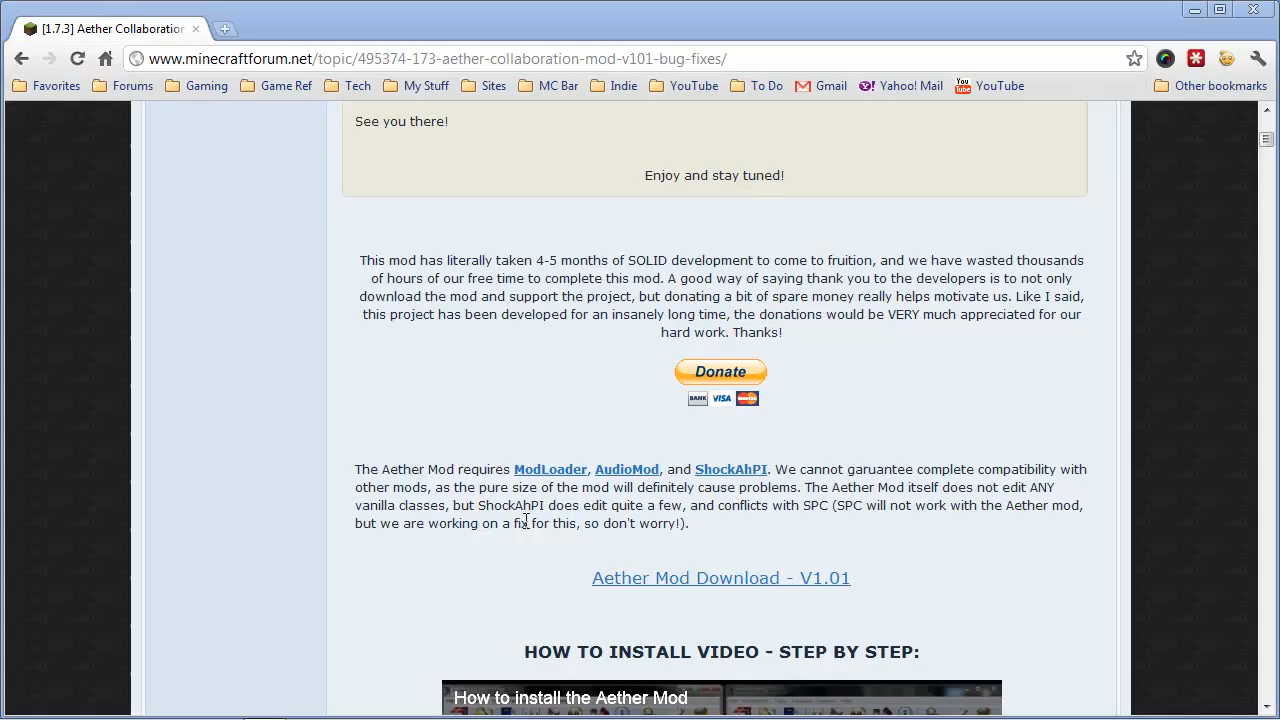 [1.7.3] Aether Collaboration
www.minecraftforum.net/topic/495374-173-aether-collaboration-mod-v101-bug-fixes/
Favorites Forums Gaming Game Ref Tech My Stuff Sites MC Bar Indie YouTube To Do Gmail Yahoo! Mail You Tube YouTube Other bookmarks
See you there!
Enjoy and stay tuned!
This mod has literally taken 4-5 months of SOLID development to come to fruition, and we have wasted thousands
of hours of our free time to complete this mod. A good way of saying thank you to the developers is to not only
download the mod and support the project, but donating a bit of spare money really helps motivate us. Like I said,
this project has been developed for an insanely long time, the donations would be VERY much appreciated for our
hard work. Thanks!
Donate
BANK VISA
The Aether Mod requires ModLoader, AudioMod, and ShockAhPI. We cannot garuantee complete compatibility with
other mods, as the pure size of the mod will definitely cause problems. The Aether Mod itself does not edit ANY
vanilla classes, but ShockAhPI does edit quite a few, and conflicts with SPC (SPC will not work with the Aether mod,
but we are working on a fix for this, so don't worry!).
Aether Mod Download - V1.01
HOW TO INSTALL VIDEO - STEP BY STEP:
How to install the Aether Mod